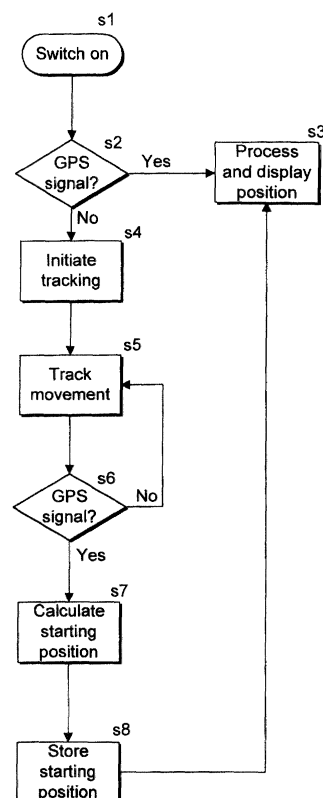 s1
Switch on
s2
GPS
signal?
Yes
s3
Process
and display
position
No
s4
Initiate
tracking
s5
Track
movement
s6
GPS
signal?
No
Yes
s7
Calculate
starting
position
s8
Store
starting
position